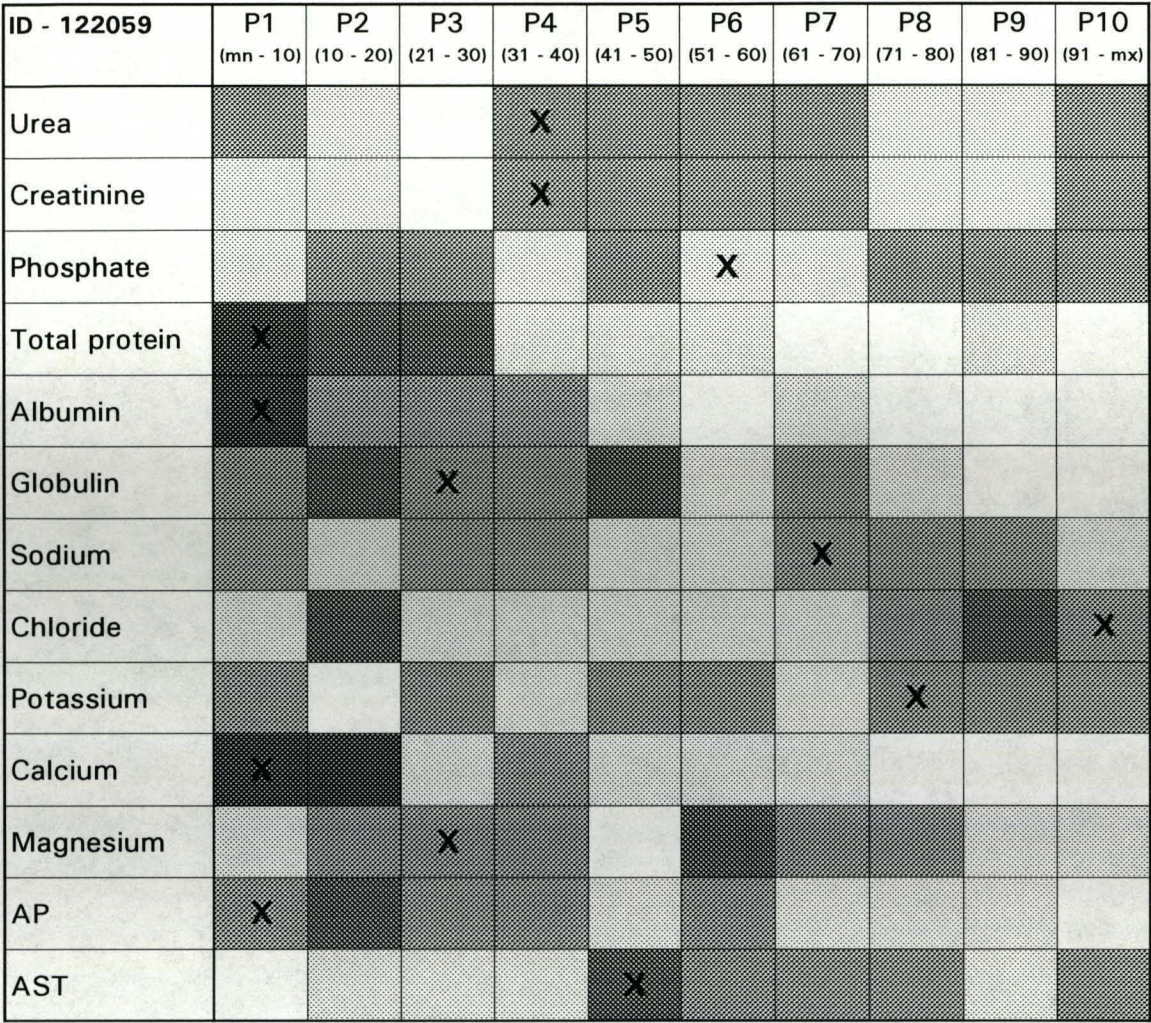 ID - 122059 P1 P2 P3 P4 P5 P6 P7 P8 P9 P10
(mn - 10) (10 - 20) (21 - 30) (31 - 40) (41 - 50) (51 - 60) (61 - 70) (71 - 80) (81 - 90) (91 - mx)
Urea X
Creatinine X
Phosphate X
Total protein X
Albumin X
Globulin X
Sodium X
Chloride X
Potassium X
Calcium X
Magnesium X
AP X
AST X